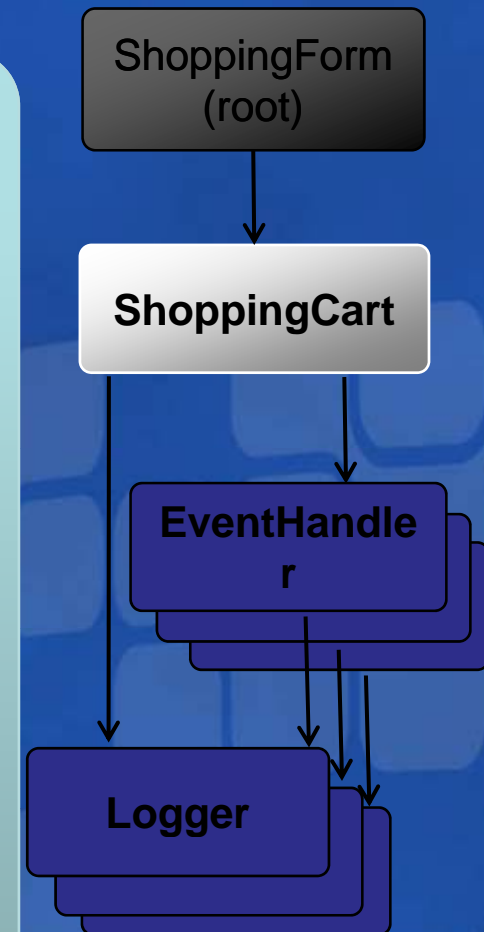 ShoppingForm
(root)
ShoppingCart
EventHandle
r
Logger